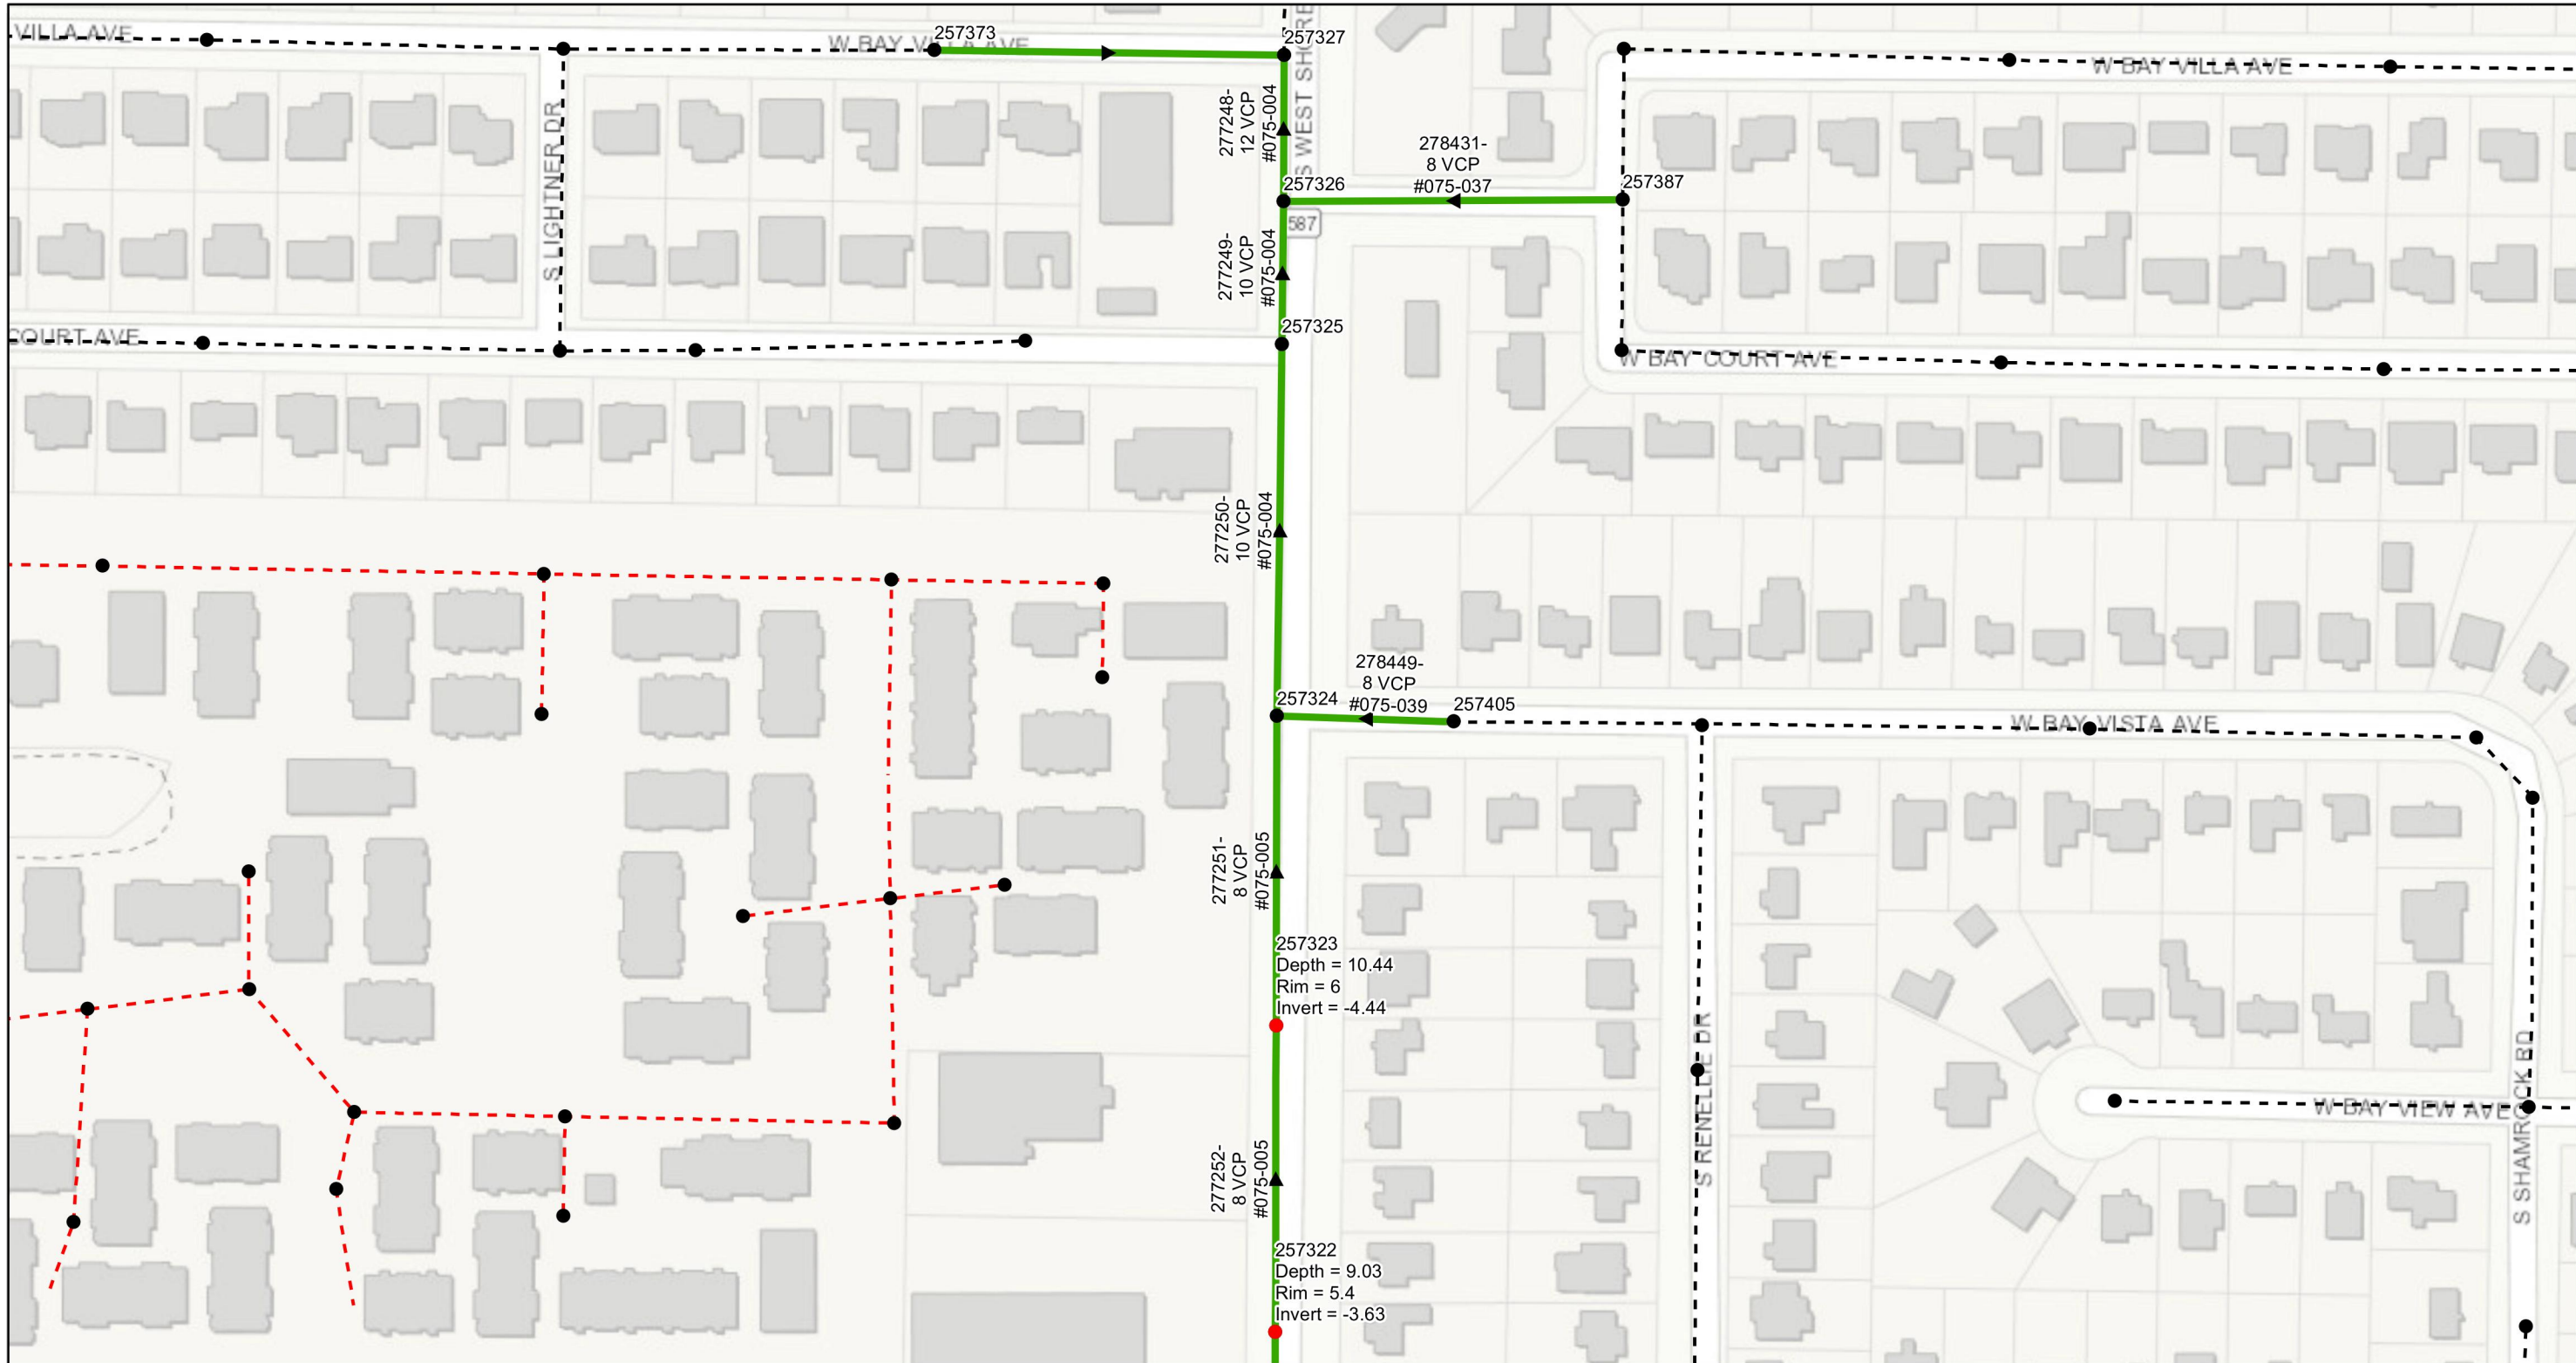 VILLA AVE
W BAY VILLA AVE
257373
257327
S WEST SHORE
W BAY VILLA AVE
S LIGHTNER DR
277248-
12 VCP
#075-004
278431-
8 VCP
#075-037
257326
257387
587
277249-
10 VCP
#075-004
257325
COURT AVE
W BAY COURT AVE
277250-
10 VCP
#075-004
278449-
8 VCP
#075-039
257324
257405
W BAY VISTA AVE
277251-
8 VCP
#075-005
257323
Depth = 10.44
Rim = 6
Invert = -4.44
S RENELLIE DR
W BAY VIEW AVE
S SHAMROCK RD
277252-
8 VCP
#075-005
257322
Depth = 9.03
Rim = 5.4
Invert = -3.63